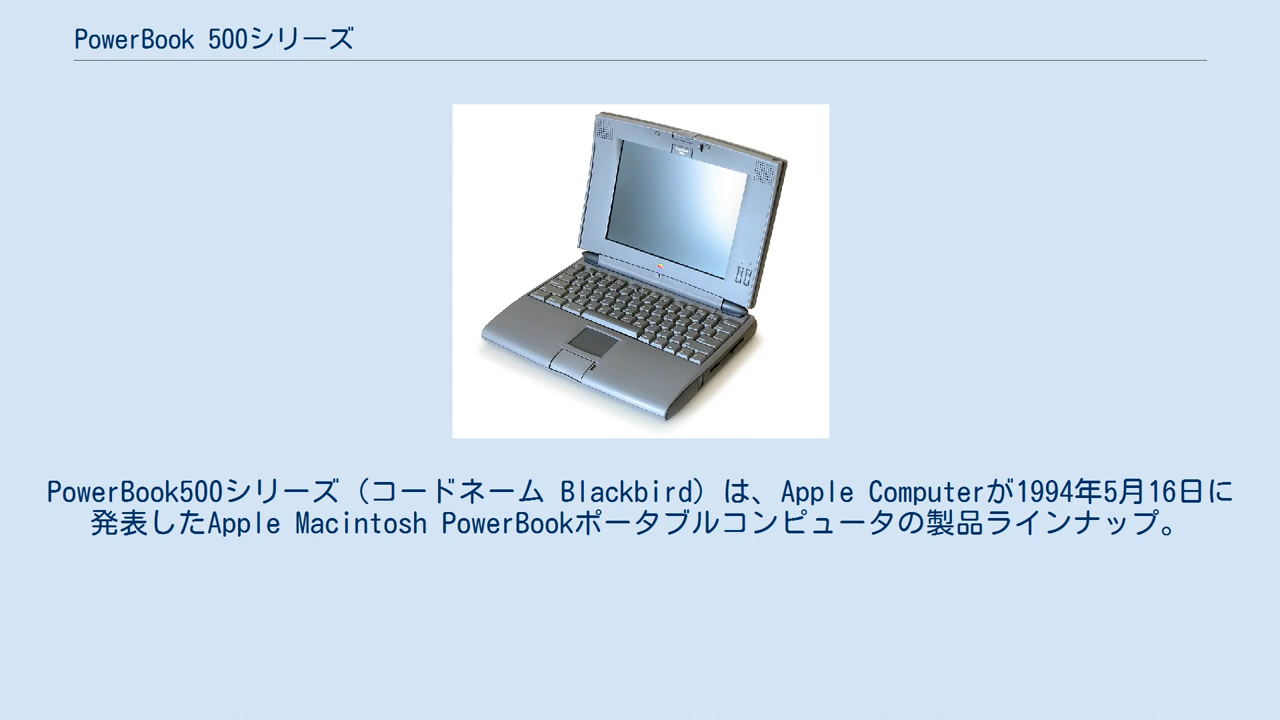 PowerBook 500シリーズ
PowerBook500シリーズ（コードネーム Blackbird）は、Apple Computerが1994年5月16日に
発表したApple Macintosh PowerBookポータブルコンピュータの製品ラインナップ。